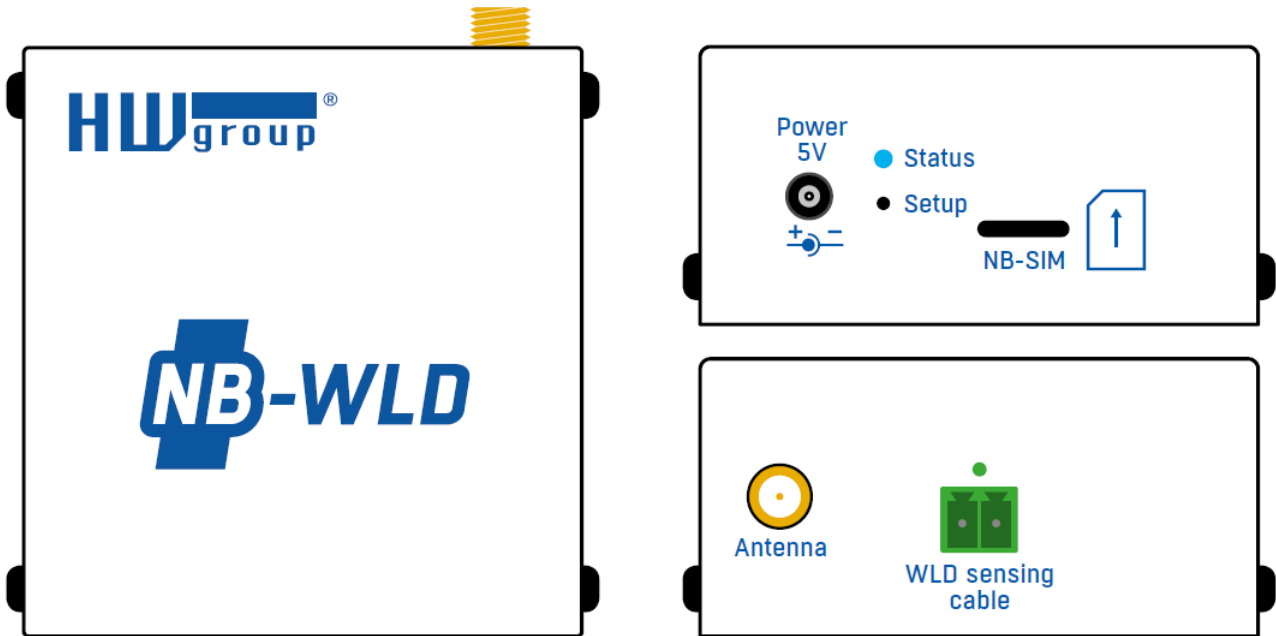 HW group ®
NB-WLD
Power
5V
Status
Setup
+ −
NB-SIM
Antenna
WLD sensing
cable